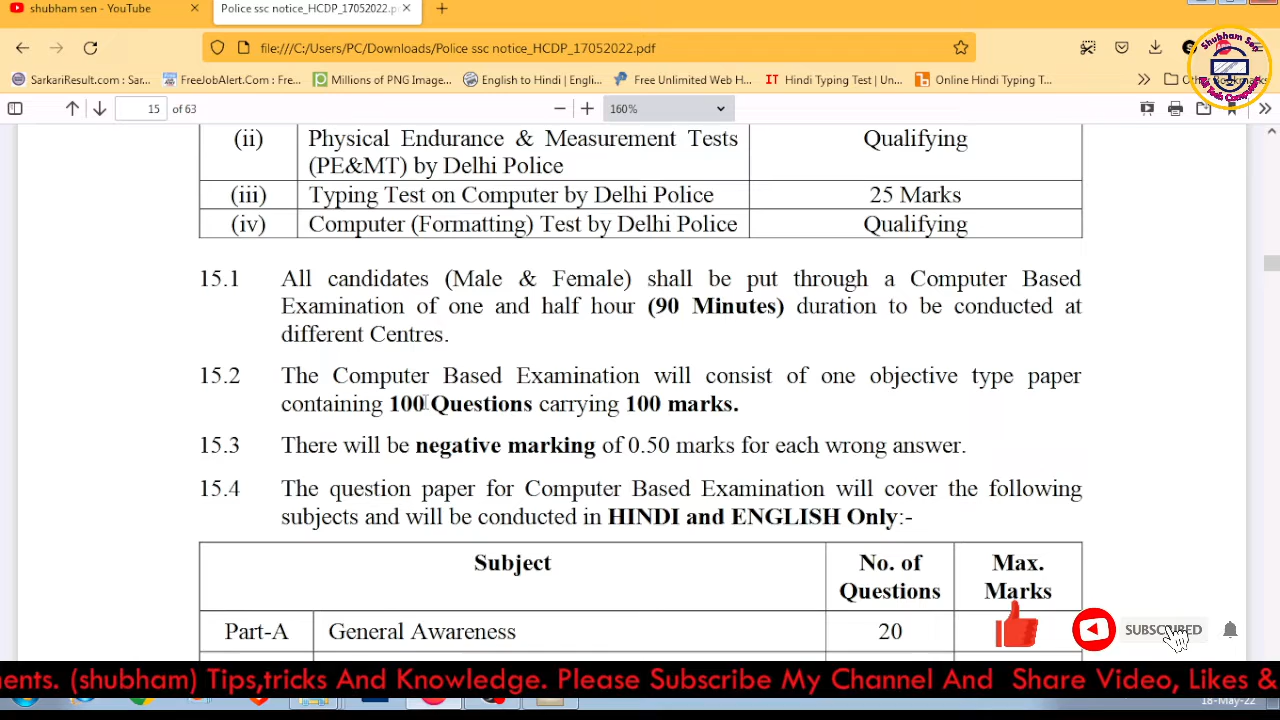 shubham sen - YouTube × Police ssc notice_HCDP_17052022.p × +
file:///C:/Users/PC/Downloads/Police ssc notice_HCDP_17052022.pdf
SarkariResult.com : Sar... FreeJobAlert.Com : Fre... Millions of PNG Image... English to Hindi | Engli... Free Unlimited Web H... IT Hindi Typing Test | Un... Online Hindi Typing T... Other Bookmarks
Shubham Sen
15 of 63 160%
(ii) Physical Endurance & Measurement Tests Qualifying
(PE&MT) by Delhi Police
(iii) Typing Test on Computer by Delhi Police 25 Marks
(iv) Computer (Formatting) Test by Delhi Police Qualifying
15.1 All candidates (Male & Female) shall be put through a Computer Based
Examination of one and half hour (90 Minutes) duration to be conducted at
different Centres.
15.2 The Computer Based Examination will consist of one objective type paper
containing 100 Questions carrying 100 marks.
15.3 There will be negative marking of 0.50 marks for each wrong answer.
15.4 The question paper for Computer Based Examination will cover the following
subjects and will be conducted in HINDI and ENGLISH Only:-
Subject No. of Max.
Questions Marks
Part-A General Awareness 20
SUBSCRIBED
ments. (shubham) Tips,tricks And Knowledge. Please Subscribe My Channel And Share Video, Likes &
18-May-22